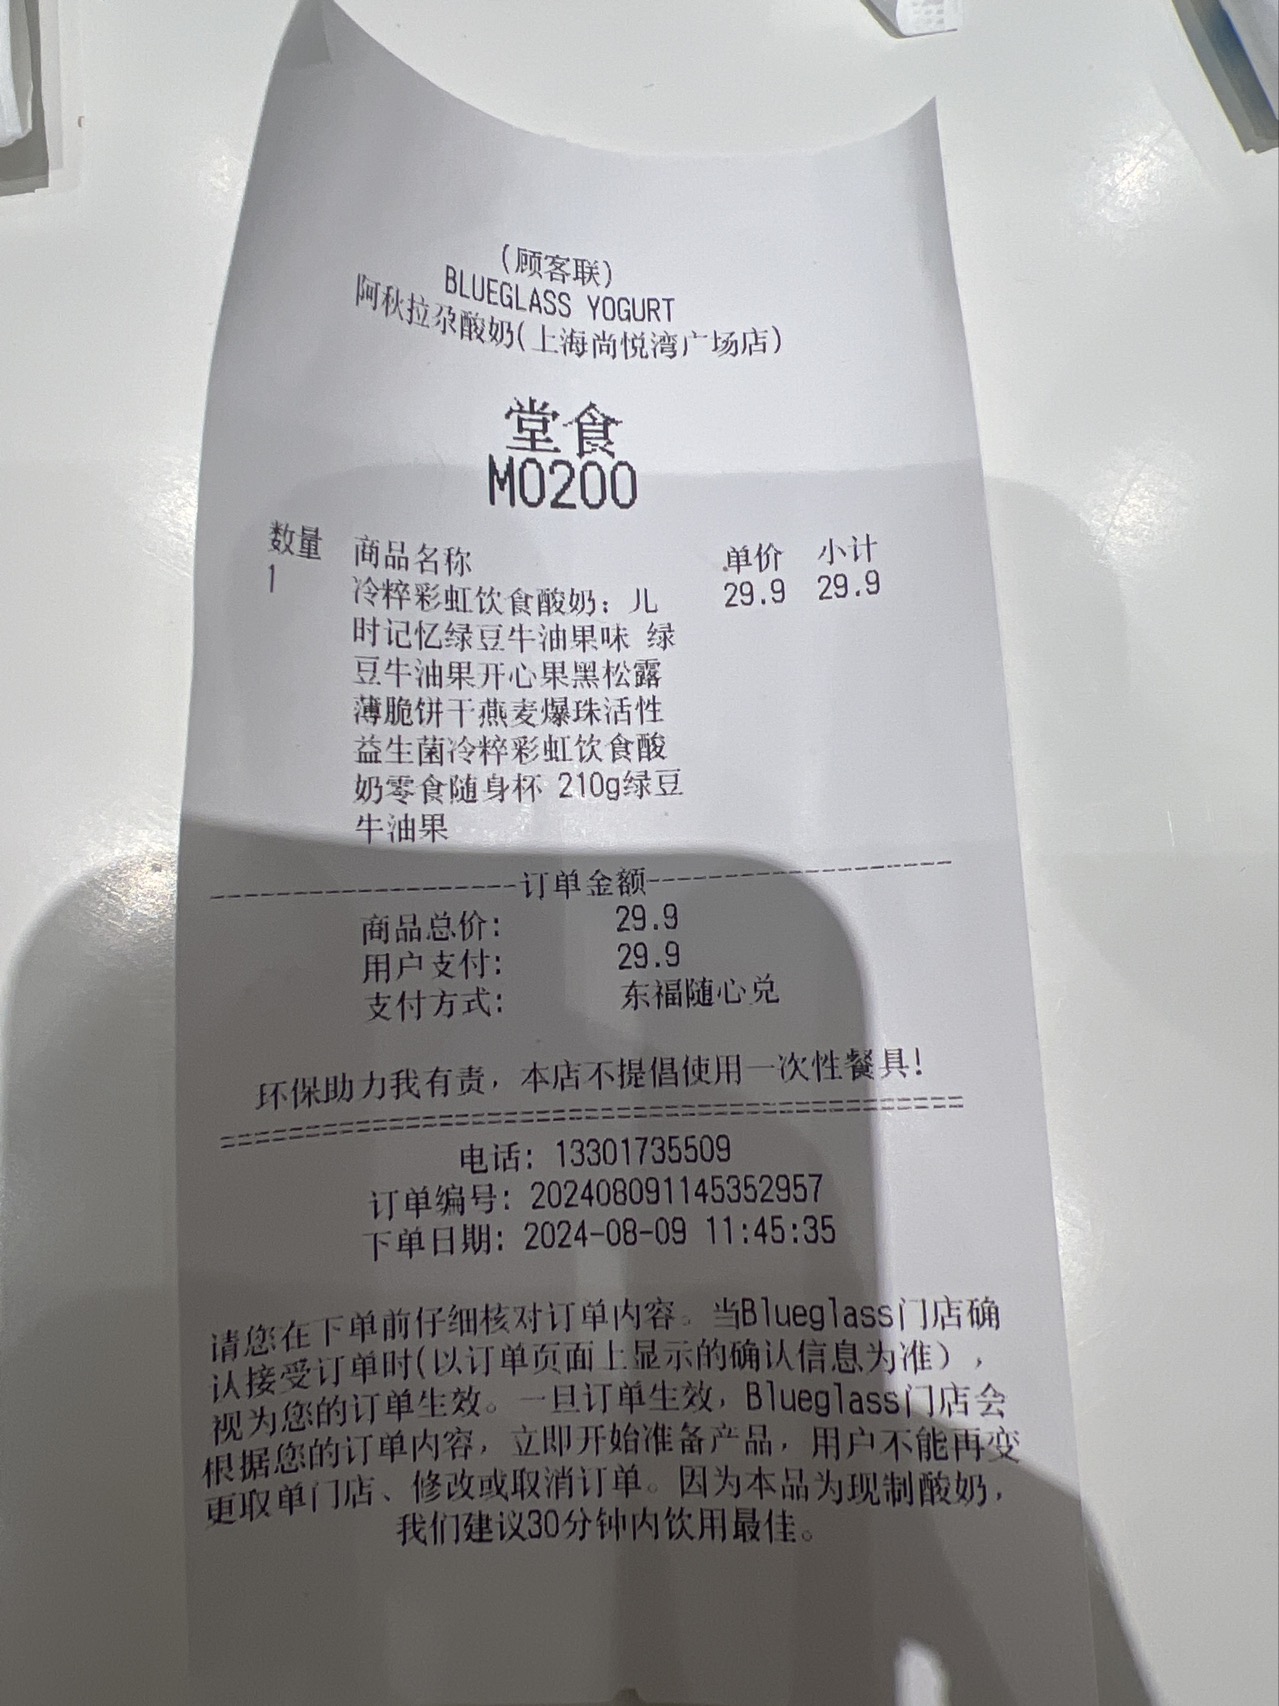 (顾客联)
BLUEGLASS YOGURT
阿秋拉尕酸奶(上海尚悦湾广场店)
堂食
M0200
数量 商品名称 单价 小计
1 冷粹彩虹饮食酸奶：儿 29.9 29.9
时记忆绿豆牛油果味 绿
豆牛油果开心果黑松露
薄脆饼干燕麦爆珠活性
益生菌冷粹彩虹饮食酸
奶零食随身杯 210g绿豆
牛油果
------------------订单金额------------------
商品总价: 29.9
用户支付: 29.9
支付方式: 东福随心兑
环保助力我有责，本店不提倡使用一次性餐具!
================================================
电话: 13301735509
订单编号: 202408091145352957
下单日期: 2024-08-09 11:45:35
请您在下单前仔细核对订单内容。当Blueglass门店确
认接受订单时(以订单页面上显示的确认信息为准)，
视为您的订单生效。一旦订单生效，Blueglass门店会
根据您的订单内容，立即开始准备产品，用户不能再变
更取单门店、修改或取消订单。因为本品为现制酸奶，
我们建议30分钟内饮用最佳。